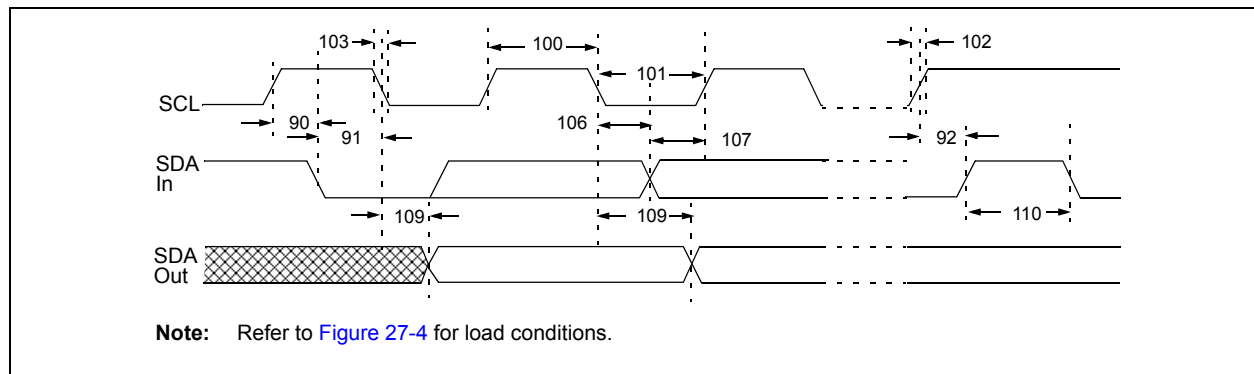 103
100
102
101
SCL
90
91
106
107
92
SDA
In
109
109
110
SDA
Out
Note: Refer to Figure 27-4 for load conditions.